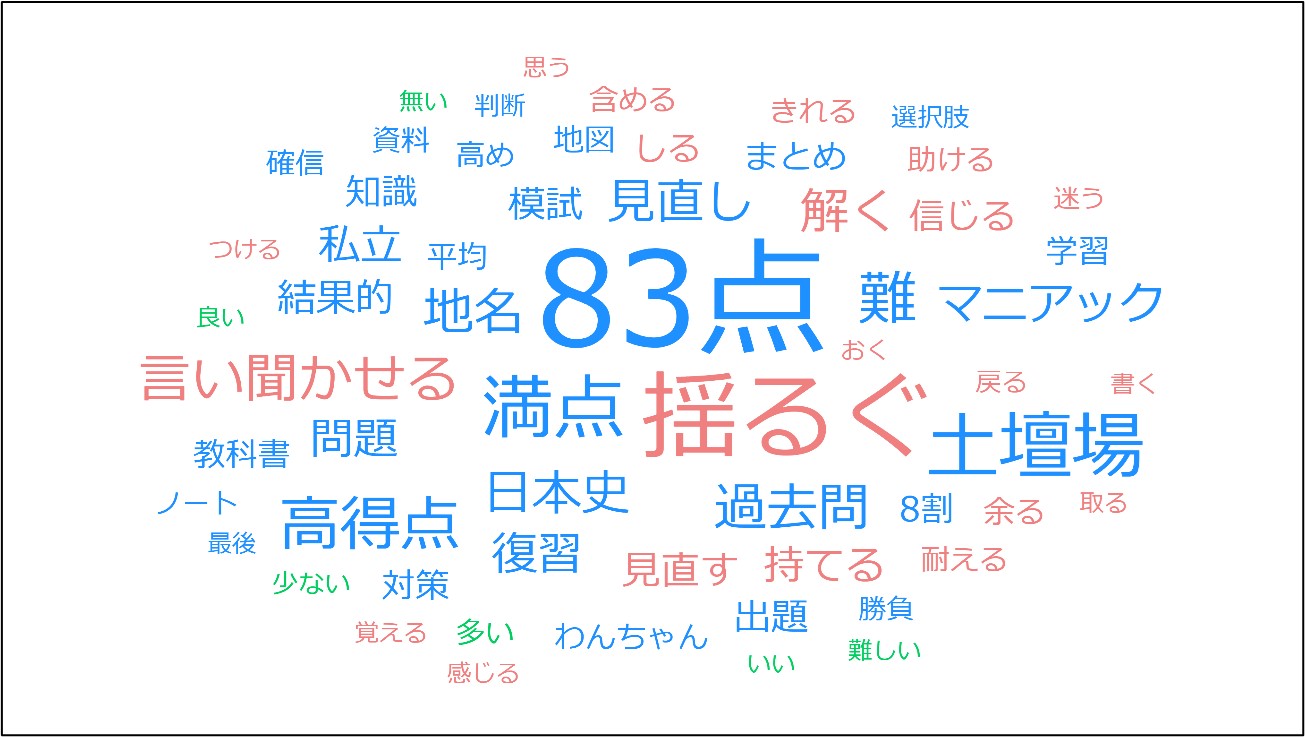 思う
無い 判断 含める きれる 選択肢
確信 資料 高め 地図 しる まとめ 助ける
知識 模試 見直し 解く 信じる 迷う
つける 私立 平均 学習
良い 結果的 地名 83点 難 マニアック
おく
言い聞かせる 満点 揺るぐ 戻る 書く
教科書 問題 土壇場
ノート 高得点 日本史 過去問 8割 余る 取る
最後 復習
少ない 対策 見直す 持てる 耐える
覚える 多い わんちゃん 出題 勝負
感じる いい 難しい